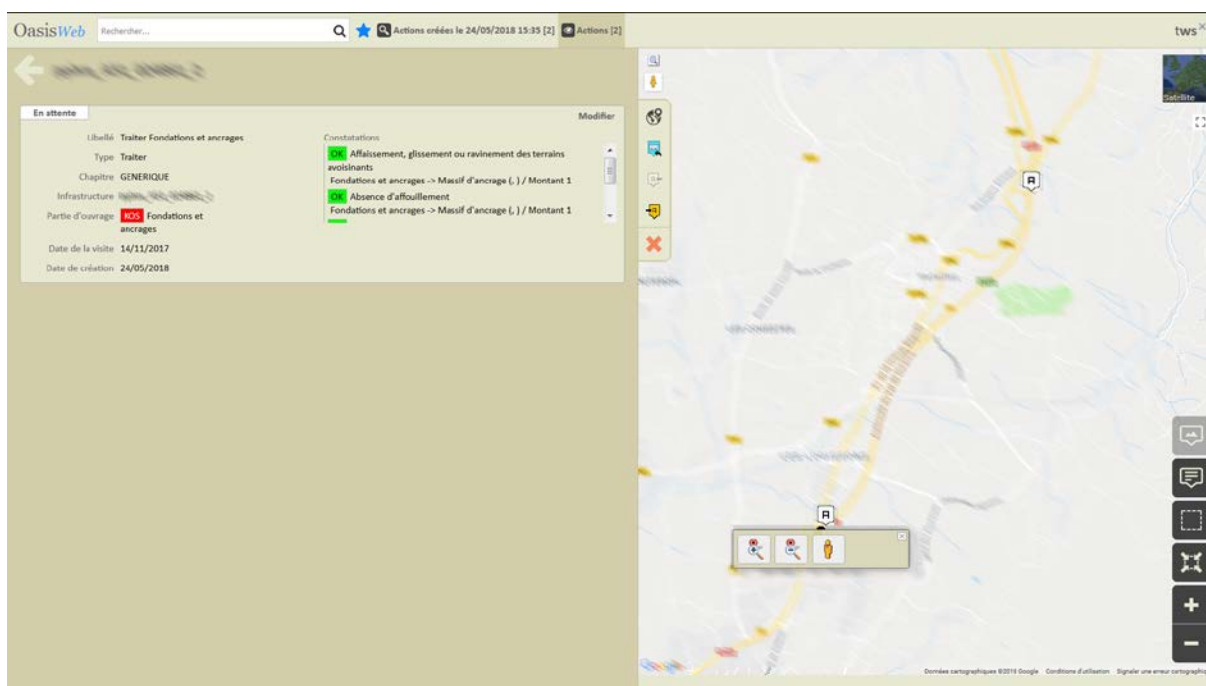 OasisWeb Rechercher... Actions créées le 24/05/2018 15:35 [2] Actions [2] tws
Satellite
En attente
Modifier
Libellé Traiter Fondations et ancrages
Type Traiter
Chapitre GENERIQUE
Infrastructure
Partie d'ouvrage NOS Fondations et
ancrages
Date de la visite 14/11/2017
Date de création 24/05/2018
Constatations
OK Affaissement, glissement ou ravinement des terrains
avoisinants
Fondations et ancrages -> Massif d'ancrage (, ) / Montant 1
OK Absence d'affouillement
Fondations et ancrages -> Massif d'ancrage (, ) / Montant 1
Données cartographiques ©2018 Google Conditions d'utilisation Signaler une erreur cartographiq